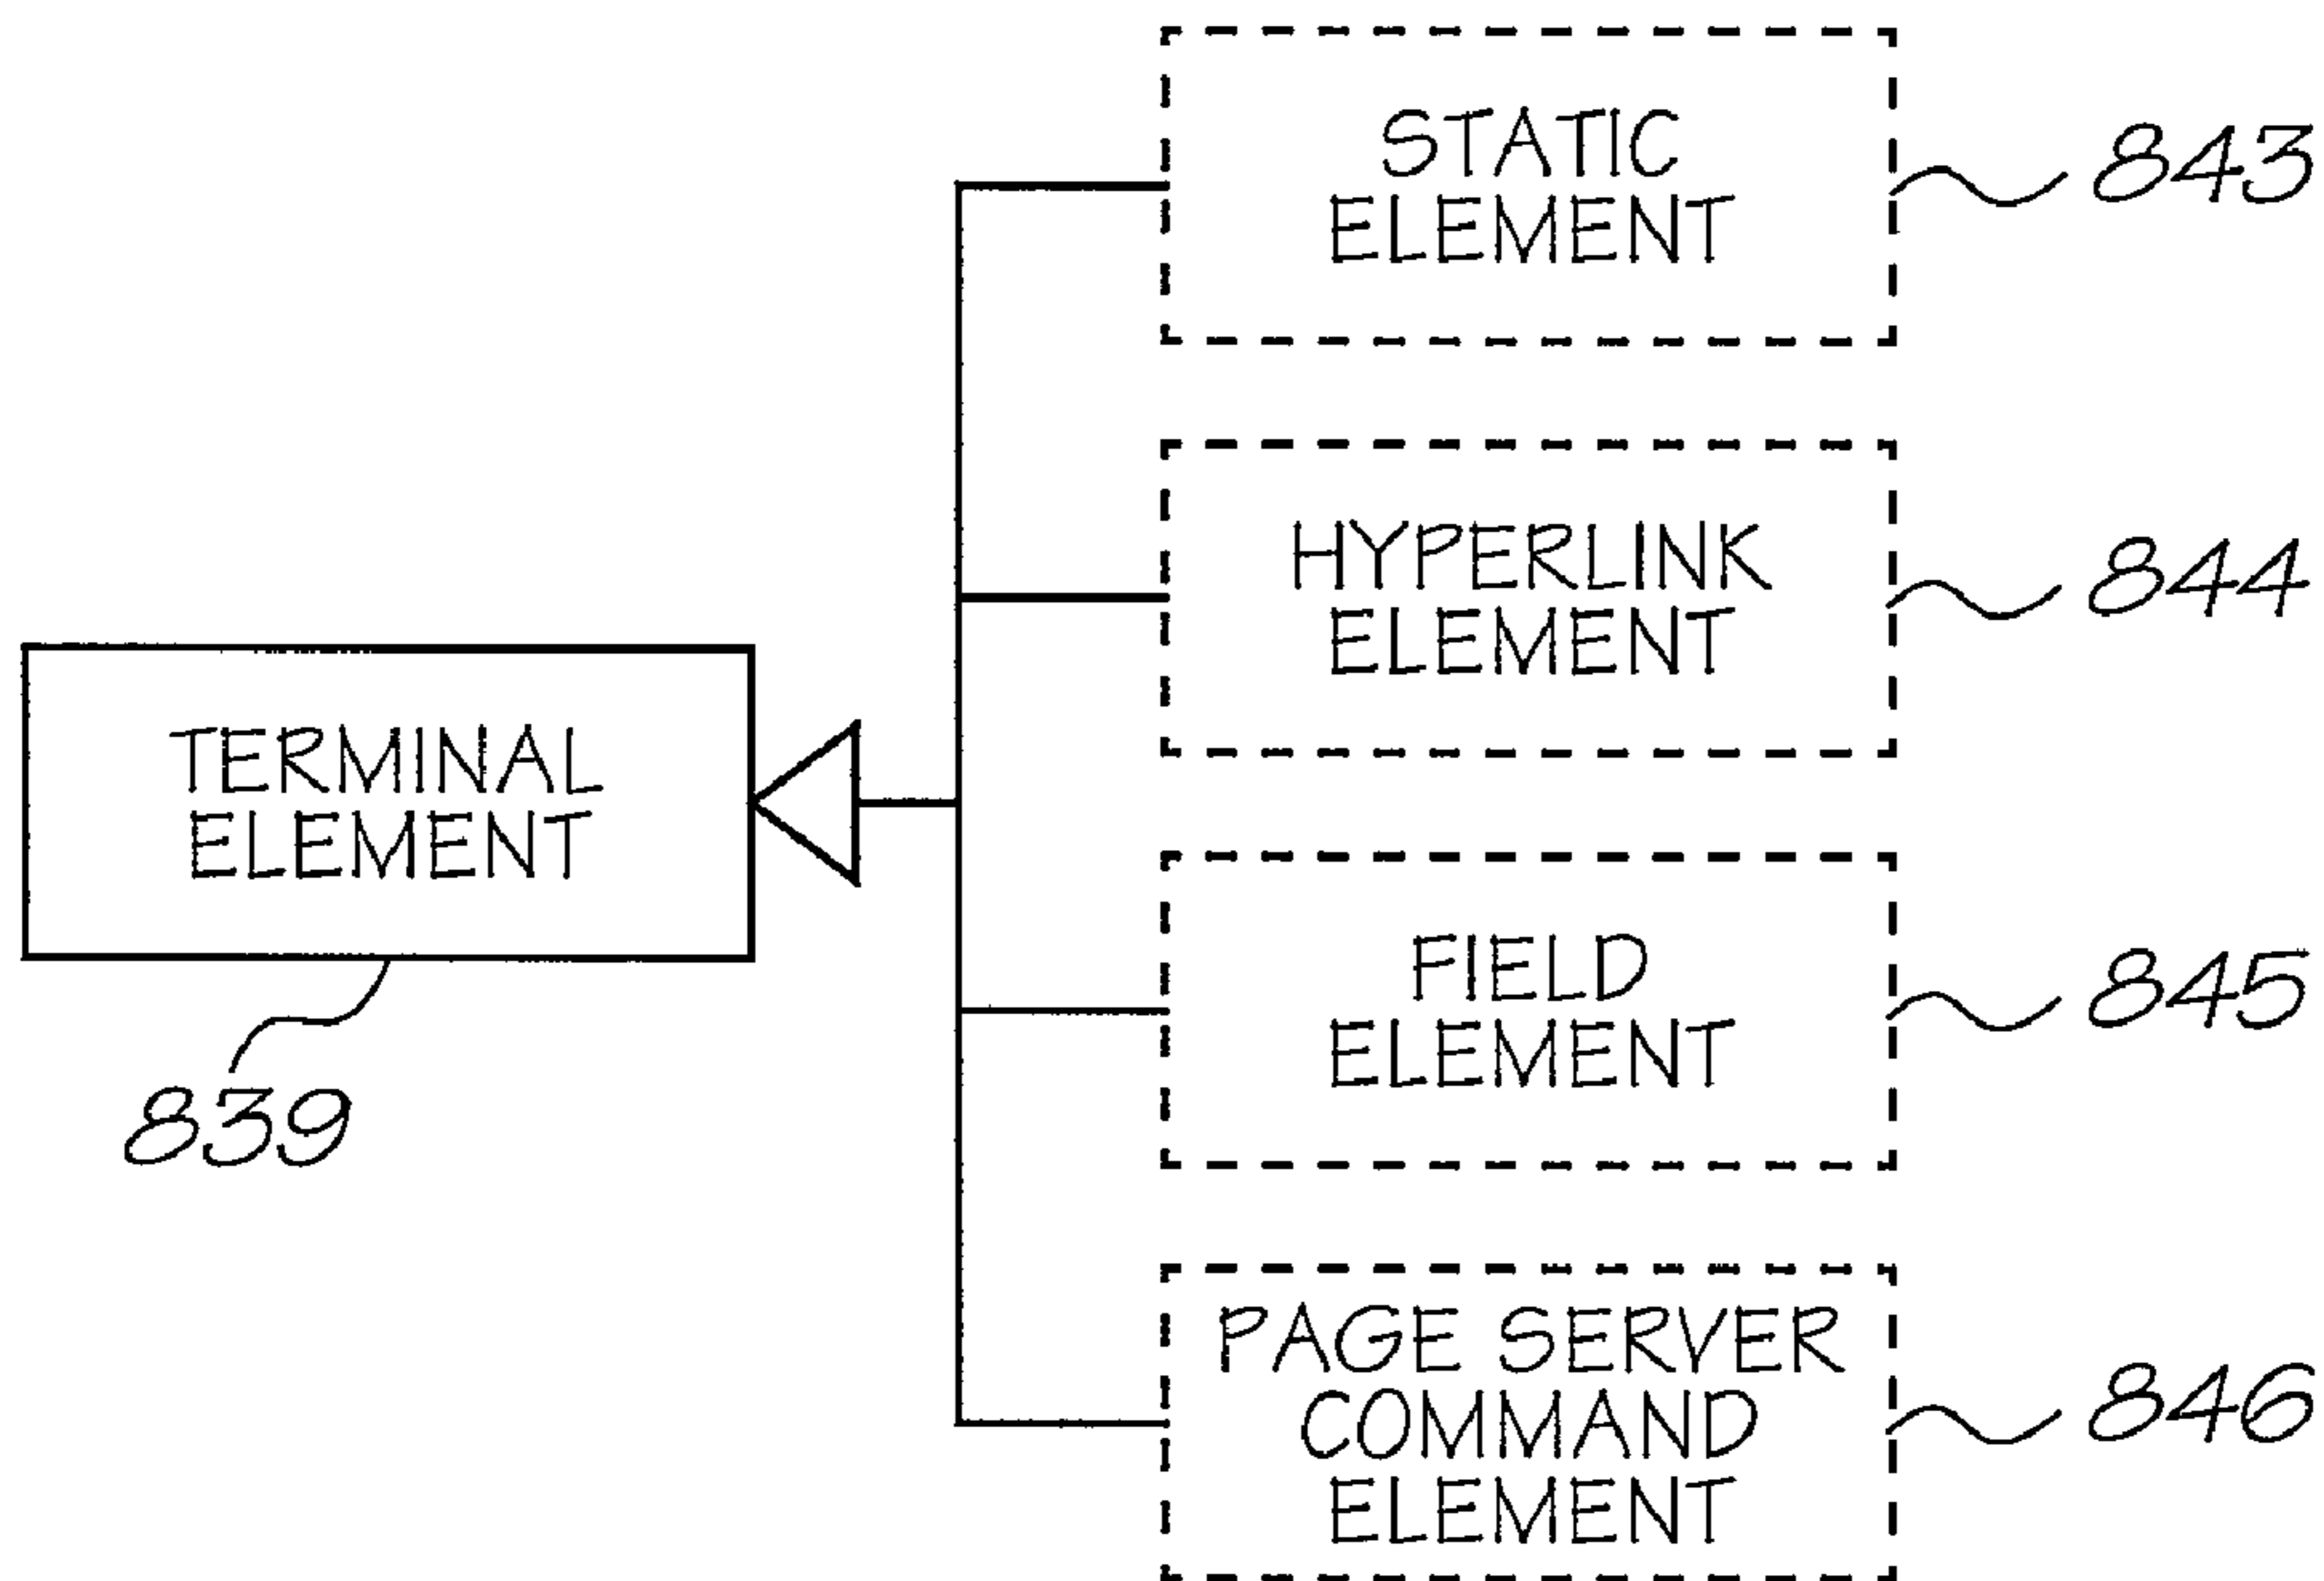 STATIC
ELEMENT
843
HYPERLINK
ELEMENT
844
TERMINAL
ELEMENT
839
FIELD
ELEMENT
845
PAGE SERVER
COMMAND
ELEMENT
846